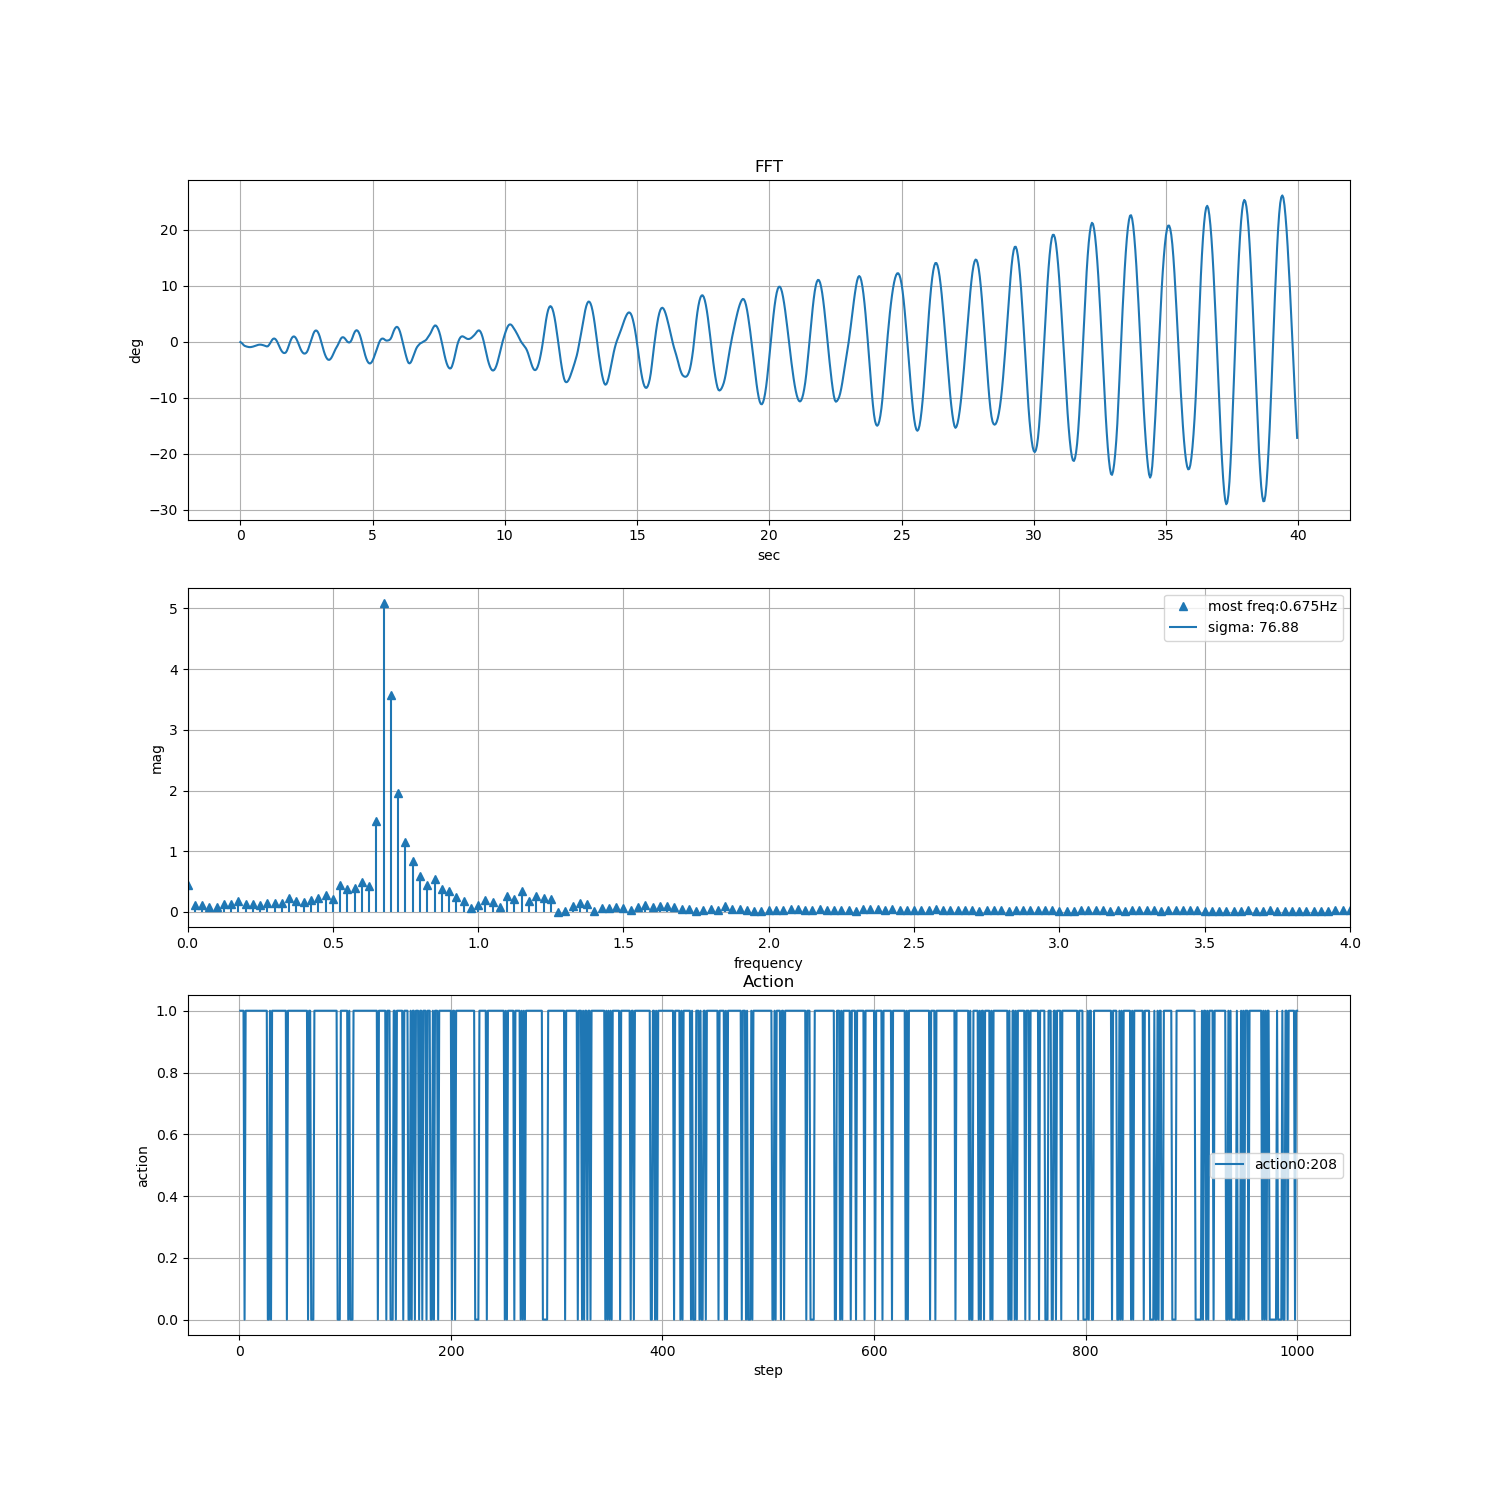 FFT
20
10
0
−10
−20
−30
deg
0 5 10 15 20 25 30 35 40
sec
5
4
3
2
1
0
mag
most freq:0.675Hz
sigma: 76.88
0.0 0.5 1.0 1.5 2.0 2.5 3.0 3.5 4.0
frequency
Action
1.0
0.8
0.6
0.4
0.2
0.0
action
action0:208
0 200 400 600 800 1000
step